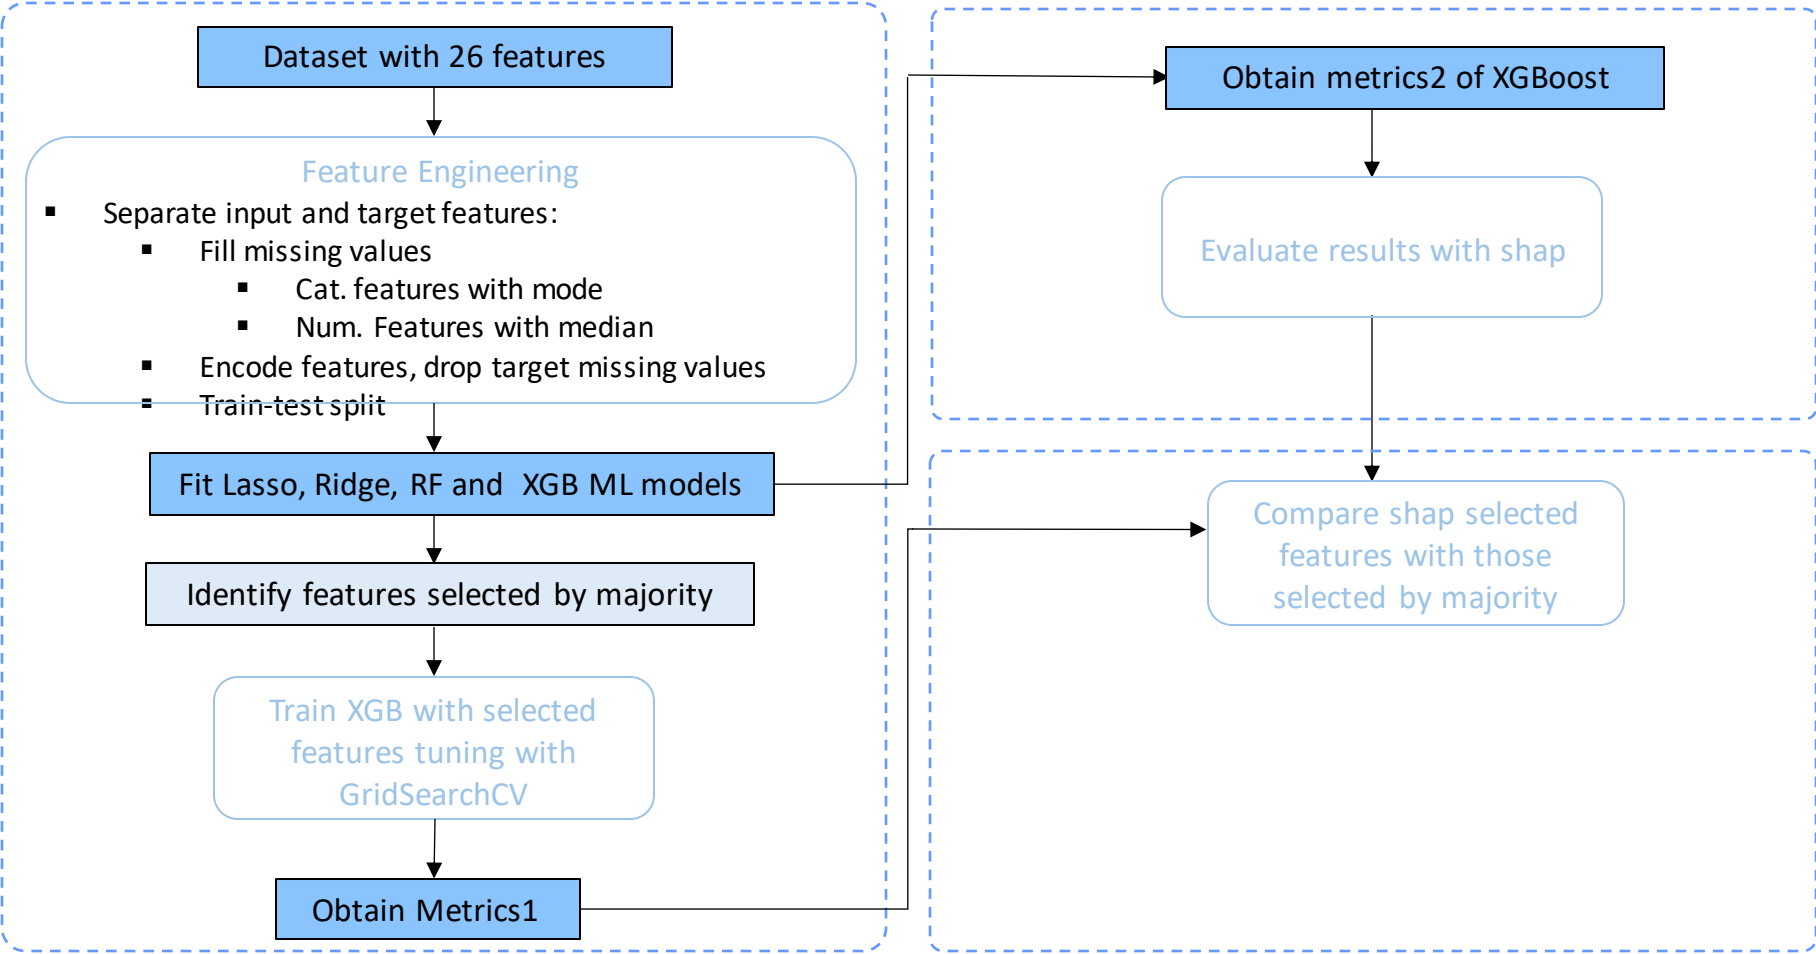 Dataset with 26 features
Feature Engineering
▪ Separate input and target features:
▪ Fill missing values
▪ Cat. features with mode
▪ Num. Features with median
▪ Encode features, drop target missing values
▪ Train-test split
Fit Lasso, Ridge, RF and XGB ML models
Identify features selected by majority
Train XGB with selected
features tuning with
GridSearchCV
Obtain Metrics1
Obtain metrics2 of XGBoost
Evaluate results with shap
Compare shap selected
features with those
selected by majority